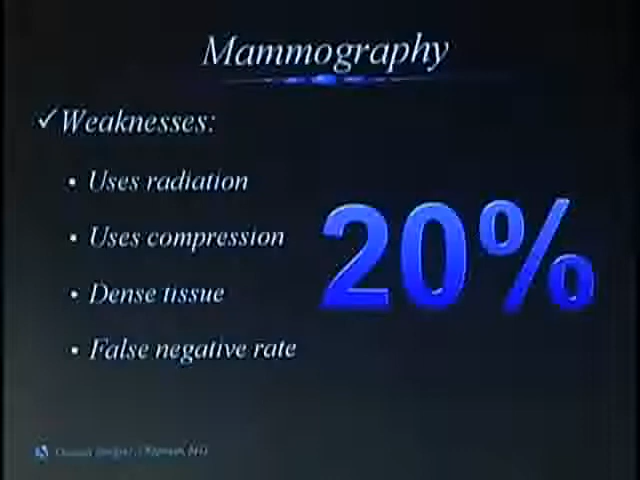 Mammography
✓Weaknesses:
• Uses radiation
• Uses compression
20%
• Dense tissue
• False negative rate